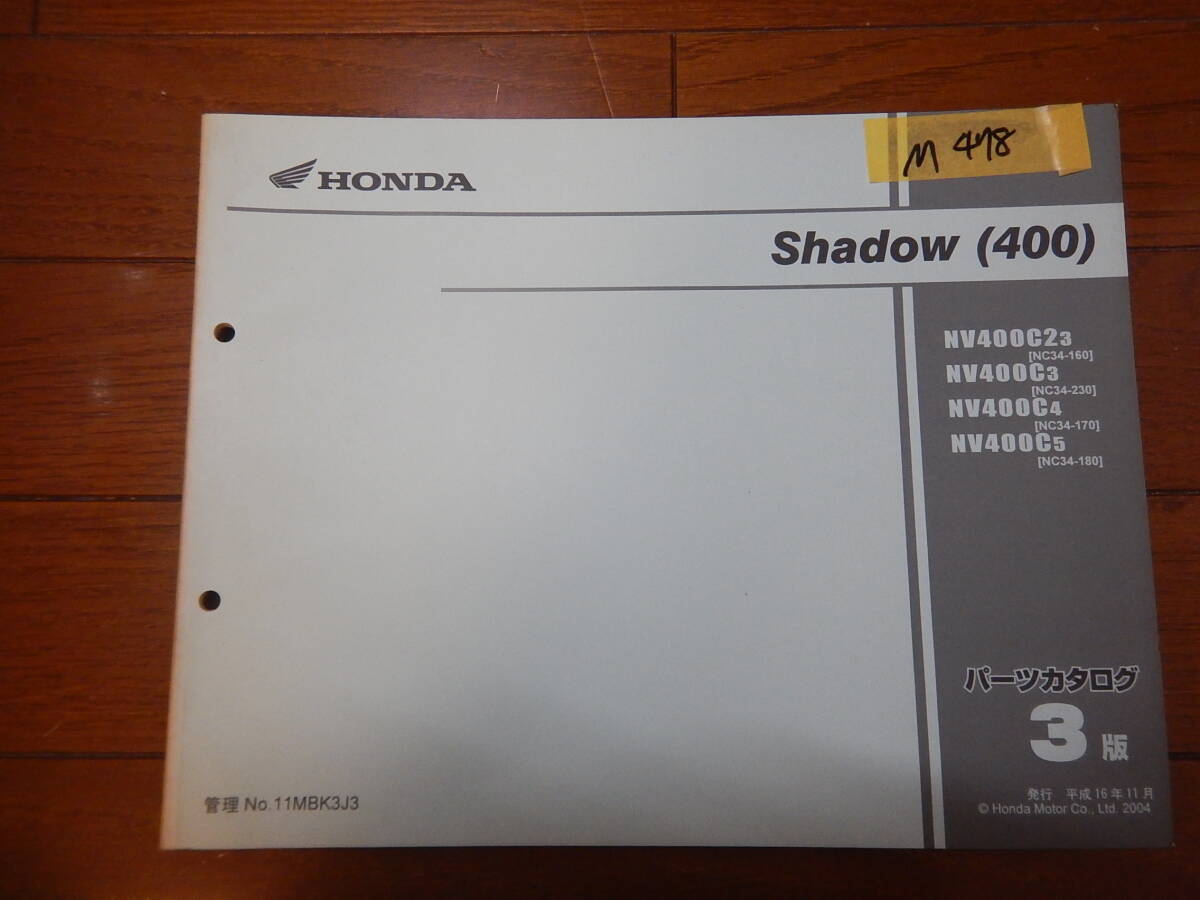 M 478
HONDA
Shadow (400)
NV400C23
[NC34-160]
NV400C3
[NC34-230]
NV400C4
[NC34-170]
NV400C5
[NC34-180]
パーツカタログ
3版
管理 No.11MBK3J3
発行 平成16年11月
© Honda Motor Co., Ltd. 2004